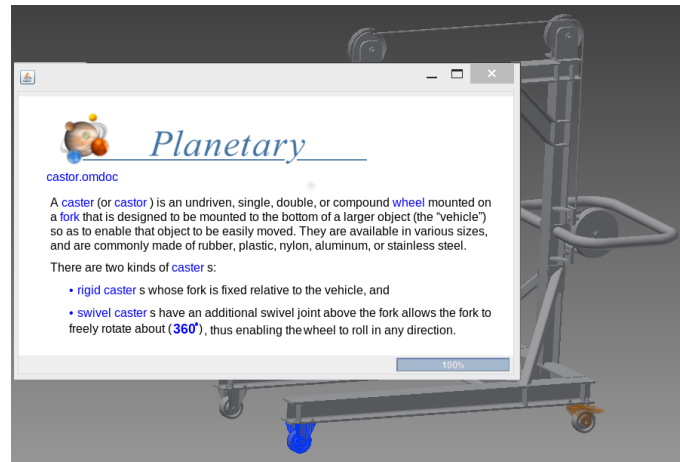 Planetary
castor.omdoc
A caster (or castor ) is an undriven, single, double, or compound wheel mounted on
a fork that is designed to be mounted to the bottom of a larger object (the “vehicle”)
so as to enable that object to be easily moved. They are available in various sizes,
and are commonly made of rubber, plastic, nylon, aluminum, or stainless steel.
There are two kinds of caster s:
• rigid caster s whose fork is fixed relative to the vehicle, and
• swivel caster s have an additional swivel joint above the fork allows the fork to
freely rotate about (360°), thus enabling the wheel to roll in any direction.
100%